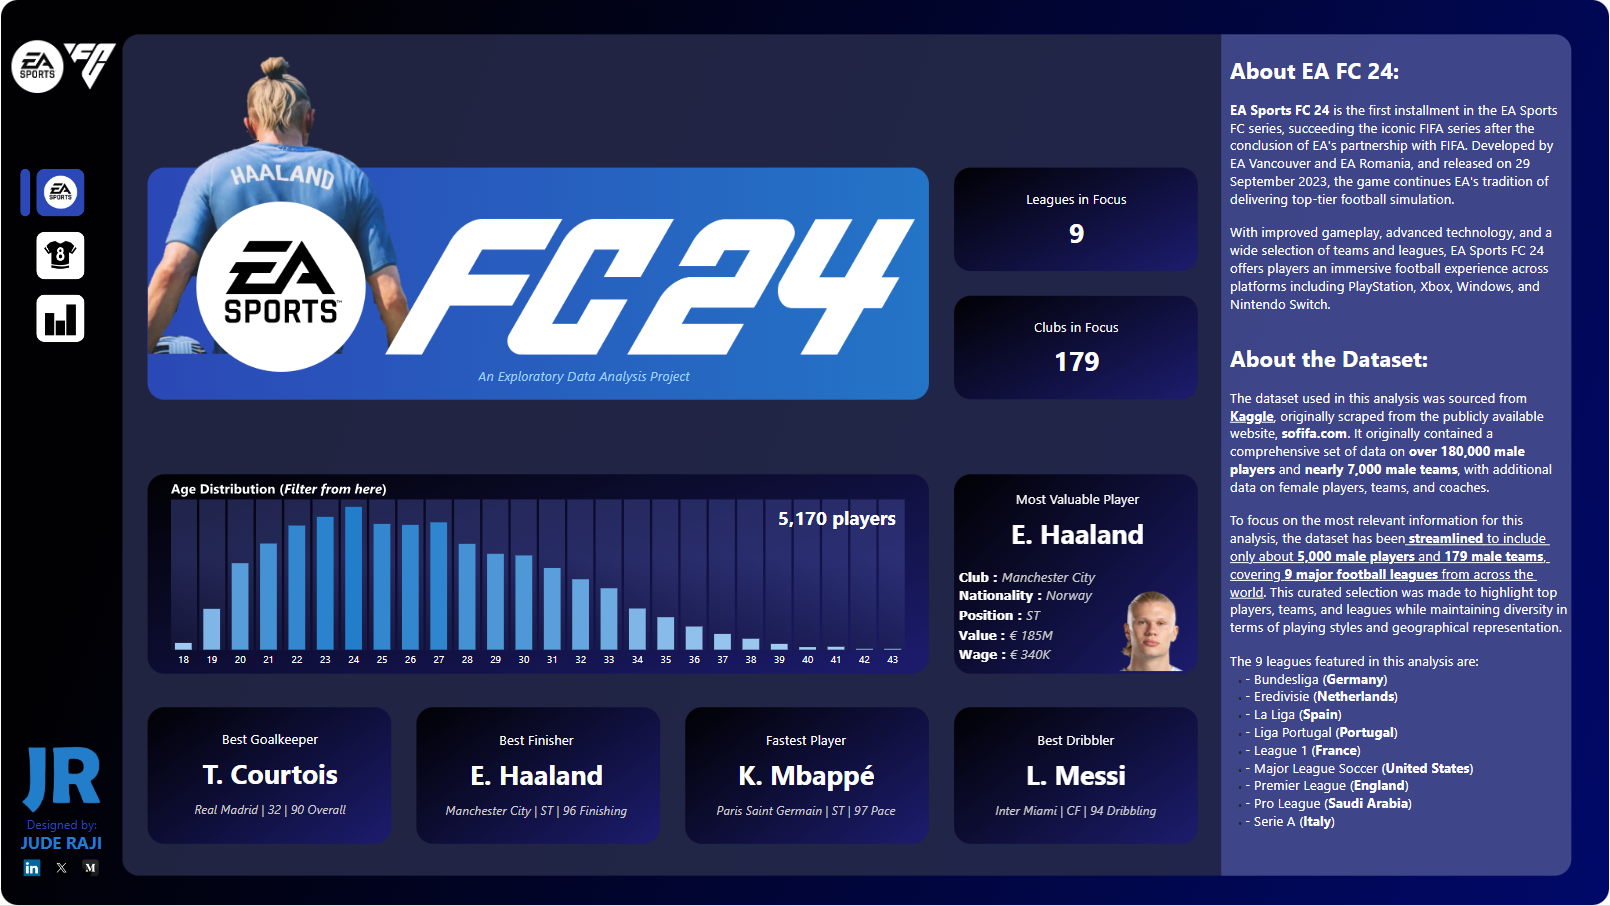 EA
SPORTS
FC
EA
SPORTS
8
HAALAND
EA
SPORTS™
FC24
An Exploratory Data Analysis Project
Leagues in Focus
9
Clubs in Focus
179
Age Distribution (Filter from here)
5,170 players
18 19 20 21 22 23 24 25 26 27 28 29 30 31 32 33 34 35 36 37 38 39 40 41 42 43
Most Valuable Player
E. Haaland
Club : Manchester City
Nationality : Norway
Position : ST
Value : € 185M
Wage : € 340K
Best Goalkeeper
T. Courtois
Real Madrid | 32 | 90 Overall
Best Finisher
E. Haaland
Manchester City | ST | 96 Finishing
Fastest Player
K. Mbappé
Paris Saint Germain | ST | 97 Pace
Best Dribbler
L. Messi
Inter Miami | CF | 94 Dribbling
About EA FC 24:
EA Sports FC 24 is the first installment in the EA Sports
FC series, succeeding the iconic FIFA series after the
conclusion of EA's partnership with FIFA. Developed by
EA Vancouver and EA Romania, and released on 29
September 2023, the game continues EA's tradition of
delivering top-tier football simulation.
With improved gameplay, advanced technology, and a
wide selection of teams and leagues, EA Sports FC 24
offers players an immersive football experience across
platforms including PlayStation, Xbox, Windows, and
Nintendo Switch.
About the Dataset:
The dataset used in this analysis was sourced from
Kaggle, originally scraped from the publicly available
website, sofifa.com. It originally contained a
comprehensive set of data on over 180,000 male
players and nearly 7,000 male teams, with additional
data on female players, teams, and coaches.
To focus on the most relevant information for this
analysis, the dataset has been streamlined to include
only about 5,000 male players and 179 male teams,
covering 9 major football leagues from across the
world. This curated selection was made to highlight top
players, teams, and leagues while maintaining diversity in
terms of playing styles and geographical representation.
The 9 leagues featured in this analysis are:
- Bundesliga (Germany)
- Eredivisie (Netherlands)
- La Liga (Spain)
- Liga Portugal (Portugal)
- League 1 (France)
- Major League Soccer (United States)
- Premier League (England)
- Pro League (Saudi Arabia)
- Serie A (Italy)
JR
Designed by:
JUDE RAJI
in X M